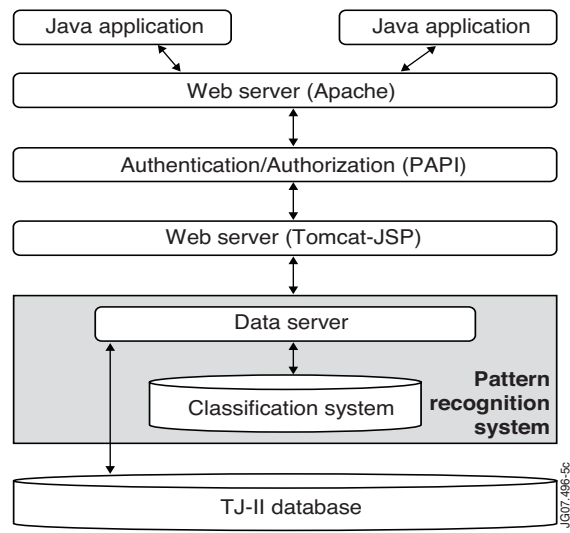 Java application
Java application
Web server (Apache)
Authentication/Authorization (PAPI)
Web server (Tomcat-JSP)
Data server
Classification system
Pattern
recognition
system
TJ-II database
JG07.496-5c